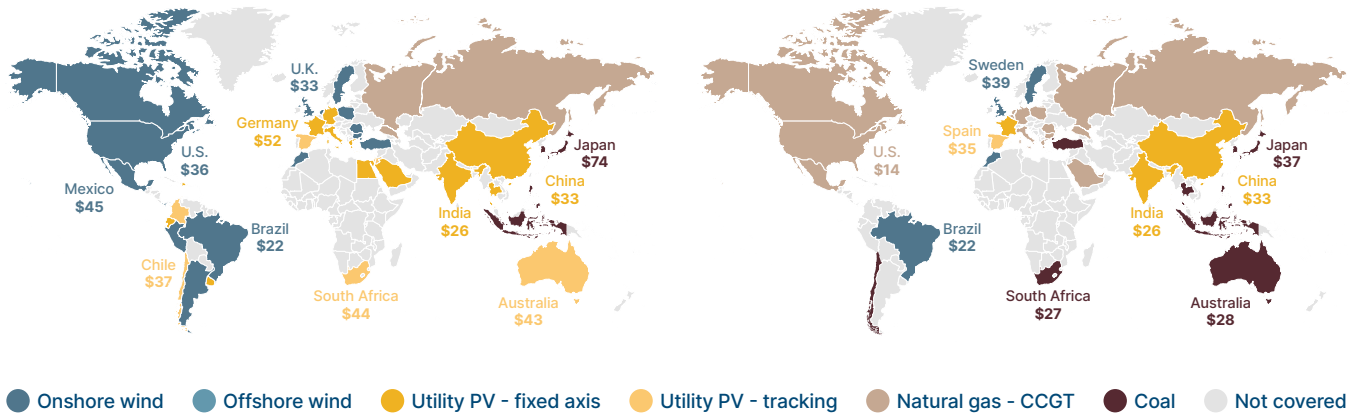 U.K.
$33
Germany
$52
U.S.
$36
Mexico
$45
Japan
$74
China
$33
India
$26
Brazil
$22
Chile
$37
South Africa
$44
Australia
$43
Sweden
$39
Spain
$35
U.S.
$14
Japan
$37
China
$33
India
$26
Brazil
$22
South Africa
$27
Australia
$28
Onshore wind
Offshore wind
Utility PV - fixed axis
Utility PV - tracking
Natural gas - CCGT
Coal
Not covered